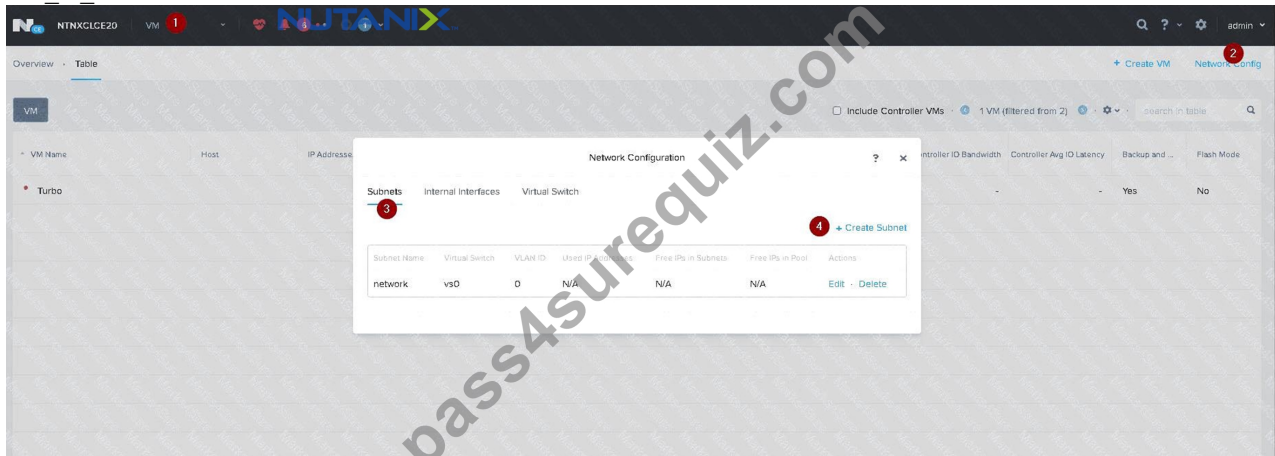 NTNXCLCE20 VM 1 NUTANIX ? admin
Overview · Table + Create VM Network Config 2
VM Include Controller VMs · 1 VM (filtered from 2) · search in table
VM Name Host IP Addresse Network Configuration ? × ntroller IO Bandwidth Controller Avg IO Latency Backup and ... Flash Mode
Turbo - - Yes No
Subnets Internal Interfaces Virtual Switch
3
4 + Create Subnet
Subnet Name Virtual Switch VLAN ID Used IP Addresses Free IPs in Subnets Free IPs in Pool Actions
network vs0 0 N/A N/A N/A Edit · Delete
pass4surequiz.com